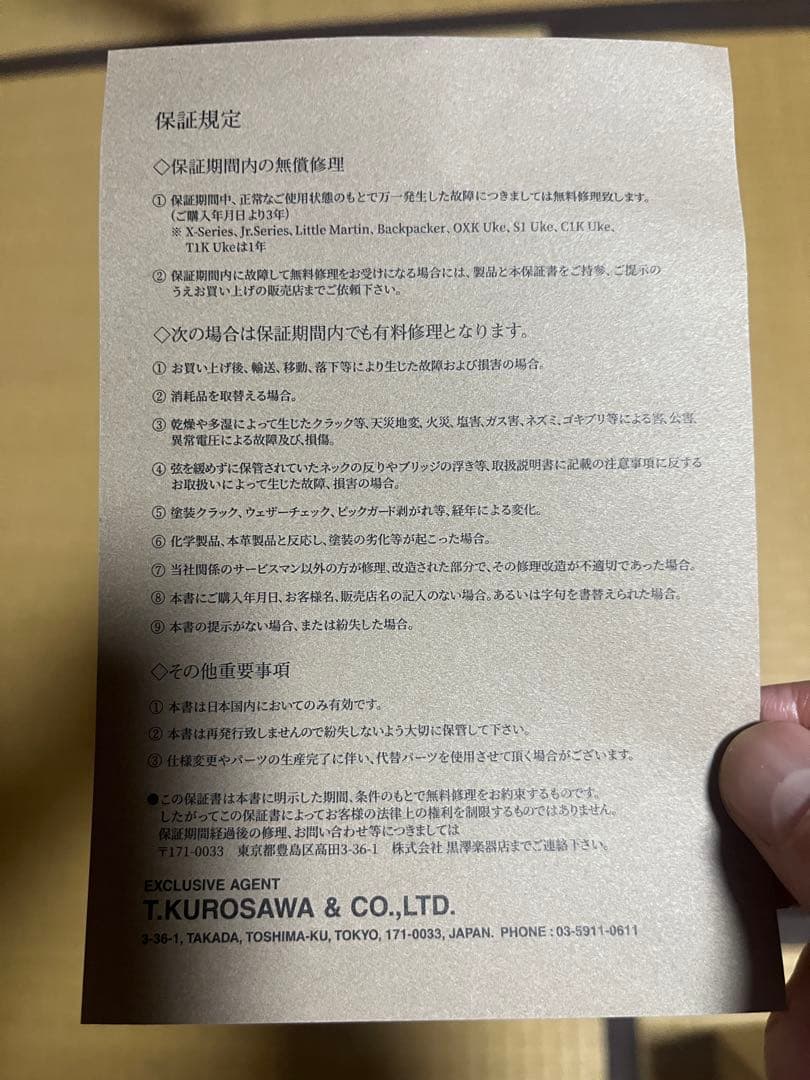 保証規定
◇保証期間内の無償修理
① 保証期間中、正常なご使用状態のもとで万一発生した故障につきましては無料修理致します。
(ご購入年月日より3年)
※ X-Series、Jr.Series、Little Martin、Backpacker、OXK Uke、S1 Uke、C1K Uke、
T1K Ukeは1年
② 保証期間内に故障して無料修理をお受けになる場合には、製品と本保証書をご持参、ご提示の
うえお買い上げの販売店までご依頼下さい。
◇次の場合は保証期間内でも有料修理となります。
① お買い上げ後、輸送、移動、落下等により生じた故障および損害の場合。
② 消耗品を取替える場合。
③ 乾燥や多湿によって生じたクラック等、天災地変、火災、塩害、ガス害、ネズミ、ゴキブリ等による害、公害、
異常電圧による故障及び、損傷。
④ 弦を緩めずに保管されていたネックの反りやブリッジの浮き等、取扱説明書に記載の注意事項に反する
お取扱いによって生じた故障、損害の場合。
⑤ 塗装クラック、ウェザーチェック、ピックガード剥がれ等、経年による変化。
⑥ 化学製品、本革製品と反応し、塗装の劣化等が起こった場合。
⑦ 当社関係のサービスマン以外の方が修理、改造された部分で、その修理改造が不適切であった場合。
⑧ 本書にご購入年月日、お客様名、販売店名の記入のない場合。あるいは字句を書替えられた場合。
⑨ 本書の提示がない場合、または紛失した場合。
◇その他重要事項
① 本書は日本国内においてのみ有効です。
② 本書は再発行致しませんので紛失しないよう大切に保管して下さい。
③ 仕様変更やパーツの生産完了に伴い、代替パーツを使用させて頂く場合がございます。
●この保証書は本書に明示した期間、条件のもとで無料修理をお約束するものです。
したがってこの保証書によってお客様の法律上の権利を制限するものではありません。
保証期間経過後の修理、お問い合わせ等につきましては
〒171-0033 東京都豊島区高田3-36-1 株式会社 黒澤楽器店までご連絡下さい。
EXCLUSIVE AGENT
T.KUROSAWA & CO.,LTD.
3-36-1, TAKADA, TOSHIMA-KU, TOKYO, 171-0033, JAPAN. PHONE : 03-5911-0611